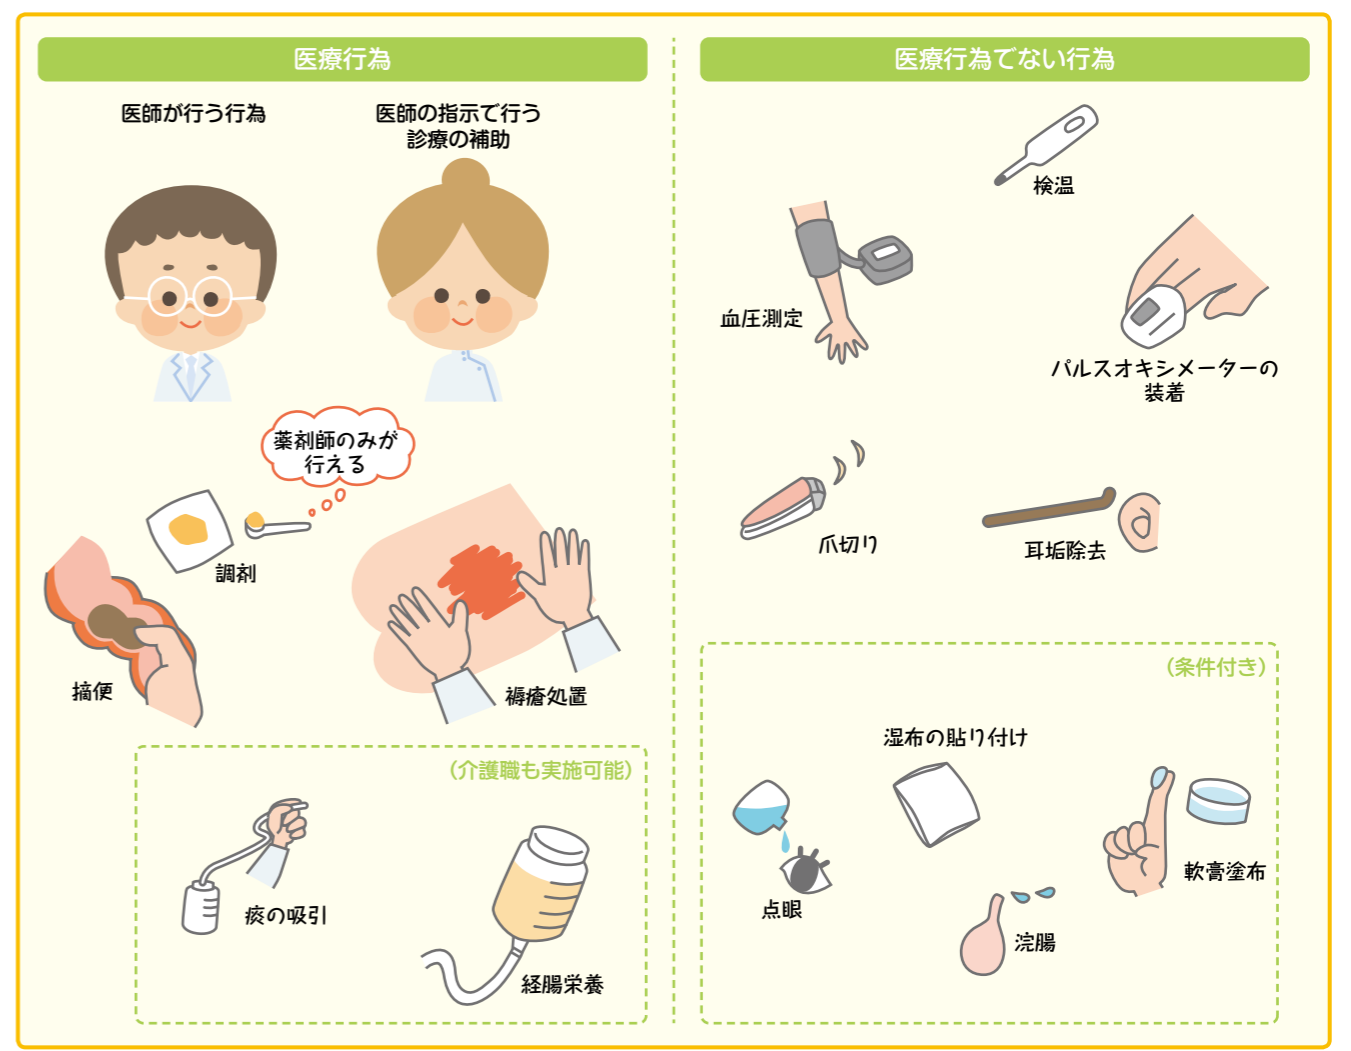 医療行為
医師が行う行為
医師の指示で行う
診療の補助
薬剤師のみが
行える
調剤
摘便
褥瘡処置
（介護職も実施可能）
痰の吸引
経腸栄養
医療行為でない行為
検温
血圧測定
パルスオキシメーターの
装着
爪切り
耳垢除去
（条件付き）
湿布の貼り付け
点眼
軟膏塗布
浣腸